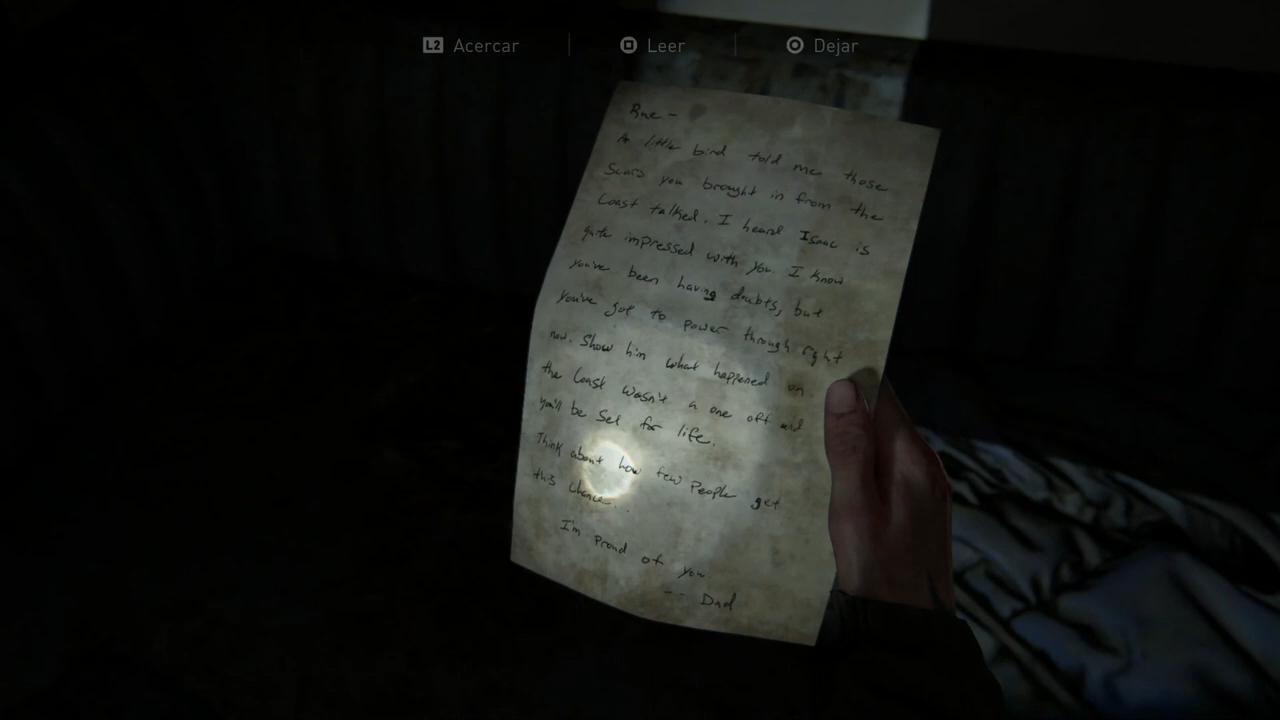 L2 Acercar Leer Dejar
Rae -
A little bird told me those
Scars you brought in from the
Coast talked. I heard Isaac is
quite impressed with you. I know
you've been having doubts, but
you've got to power through right
now. Show him what happened on
the Coast wasn't a one off and
you'll be set for life.
Think about how few people get
this chance.
I'm proud of you
-- Dad